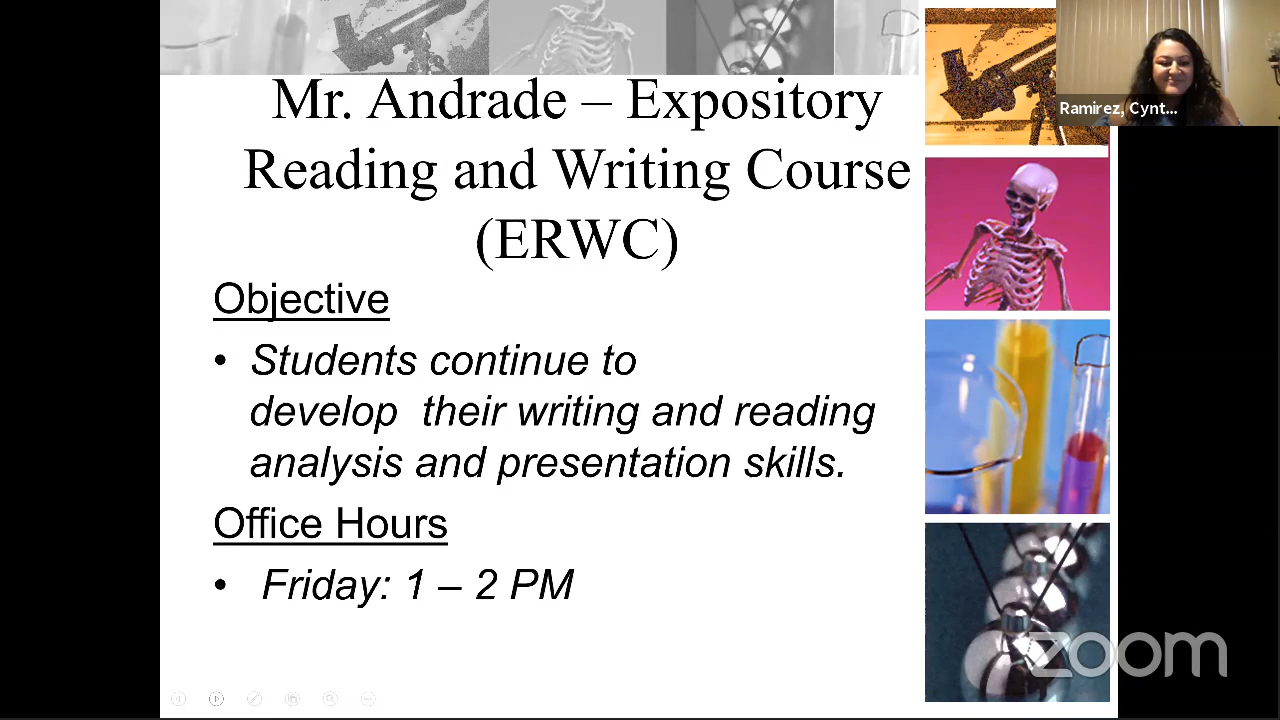 Mr. Andrade – Expository
Reading and Writing Course
(ERWC)
Objective
• Students continue to
develop  their writing and reading
analysis and presentation skills.
Office Hours
• Friday: 1 – 2 PM
Ramirez, Cynt...
zoom